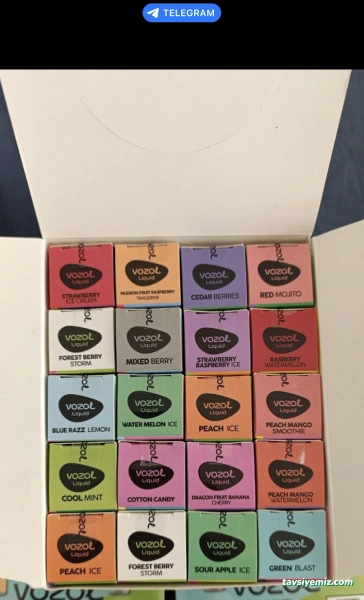 TELEGRAM
VOZOL
Liquid
STRAWBERRY
ICE CREAM
VOZOL
Liquid
PASSION FRUIT RASPBERRY
TANGERINE
VOZOL
Liquid
CEDAR BERRIES
VOZOL
Liquid
RED MOJITO
VOZOL
Liquid
FOREST BERRY
STORM
VOZOL
Liquid
MIXED BERRY
VOZOL
Liquid
STRAWBERRY
RASPBERRY ICE
VOZOL
Liquid
RASBERRY
WATERMELON
VOZOL
Liquid
BLUE RAZZ LEMON
VOZOL
Liquid
WATER MELON ICE
VOZOL
Liquid
PEACH ICE
VOZOL
Liquid
PEACH MANGO
SMOOTHIE
VOZOL
Liquid
COOL MINT
VOZOL
Liquid
COTTON CANDY
VOZOL
Liquid
DRAGON FRUIT BANANA
CHERRY
VOZOL
Liquid
PEACH MANGO
WATERMELON
VOZOL
Liquid
PEACH ICE
VOZOL
Liquid
FOREST BERRY
STORM
VOZOL
Liquid
SOUR APPLE ICE
VOZOL
Liquid
GREEN BLAST
tavsiyemiz.com